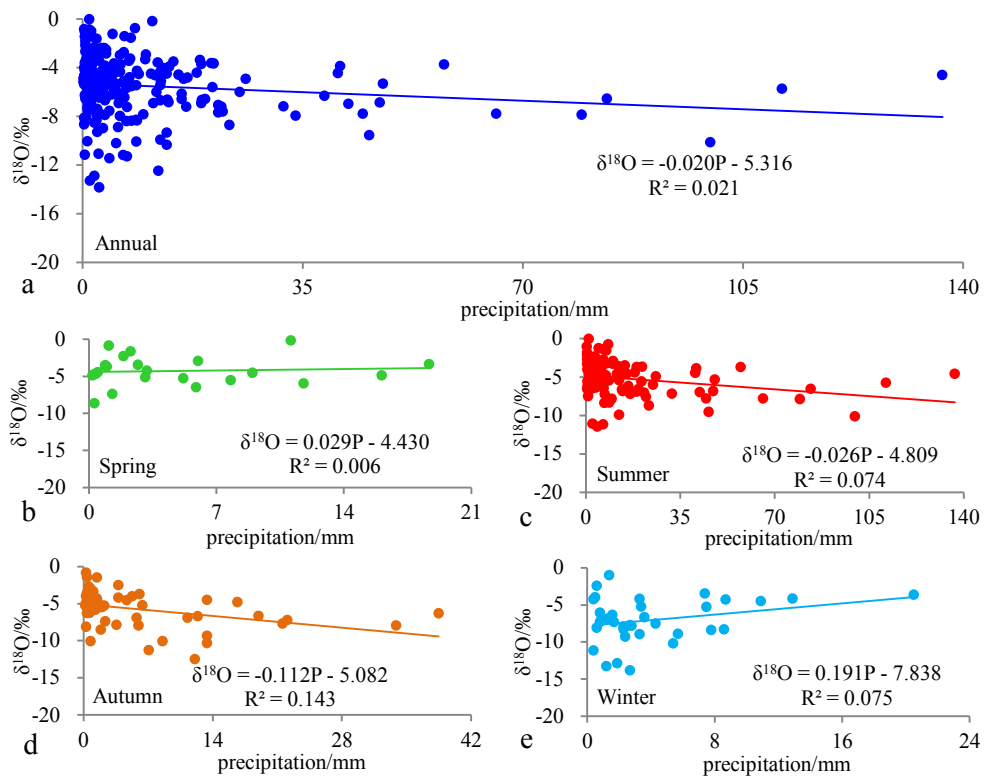 0
-4
-8
-12
-16
-20
δ¹⁸O/‰
δ¹⁸O = -0.020P - 5.316
R² = 0.021
Annual
a
0 35 70 105 140
precipitation/mm
0
-5
-10
-15
-20
δ¹⁸O/‰
δ¹⁸O = 0.029P - 4.430
R² = 0.006
Spring
b
0 7 14 21
precipitation/mm
0
-5
-10
-15
-20
δ¹⁸O/‰
δ¹⁸O = -0.026P - 4.809
R² = 0.074
Summer
c
0 35 70 105 140
precipitation/mm
0
-5
-10
-15
-20
δ¹⁸O/‰
δ¹⁸O = -0.112P - 5.082
R² = 0.143
Autumn
d
0 14 28 42
precipitation/mm
0
-5
-10
-15
-20
δ¹⁸O/‰
δ¹⁸O = 0.191P - 7.838
R² = 0.075
Winter
e
0 8 16 24
precipitation/mm